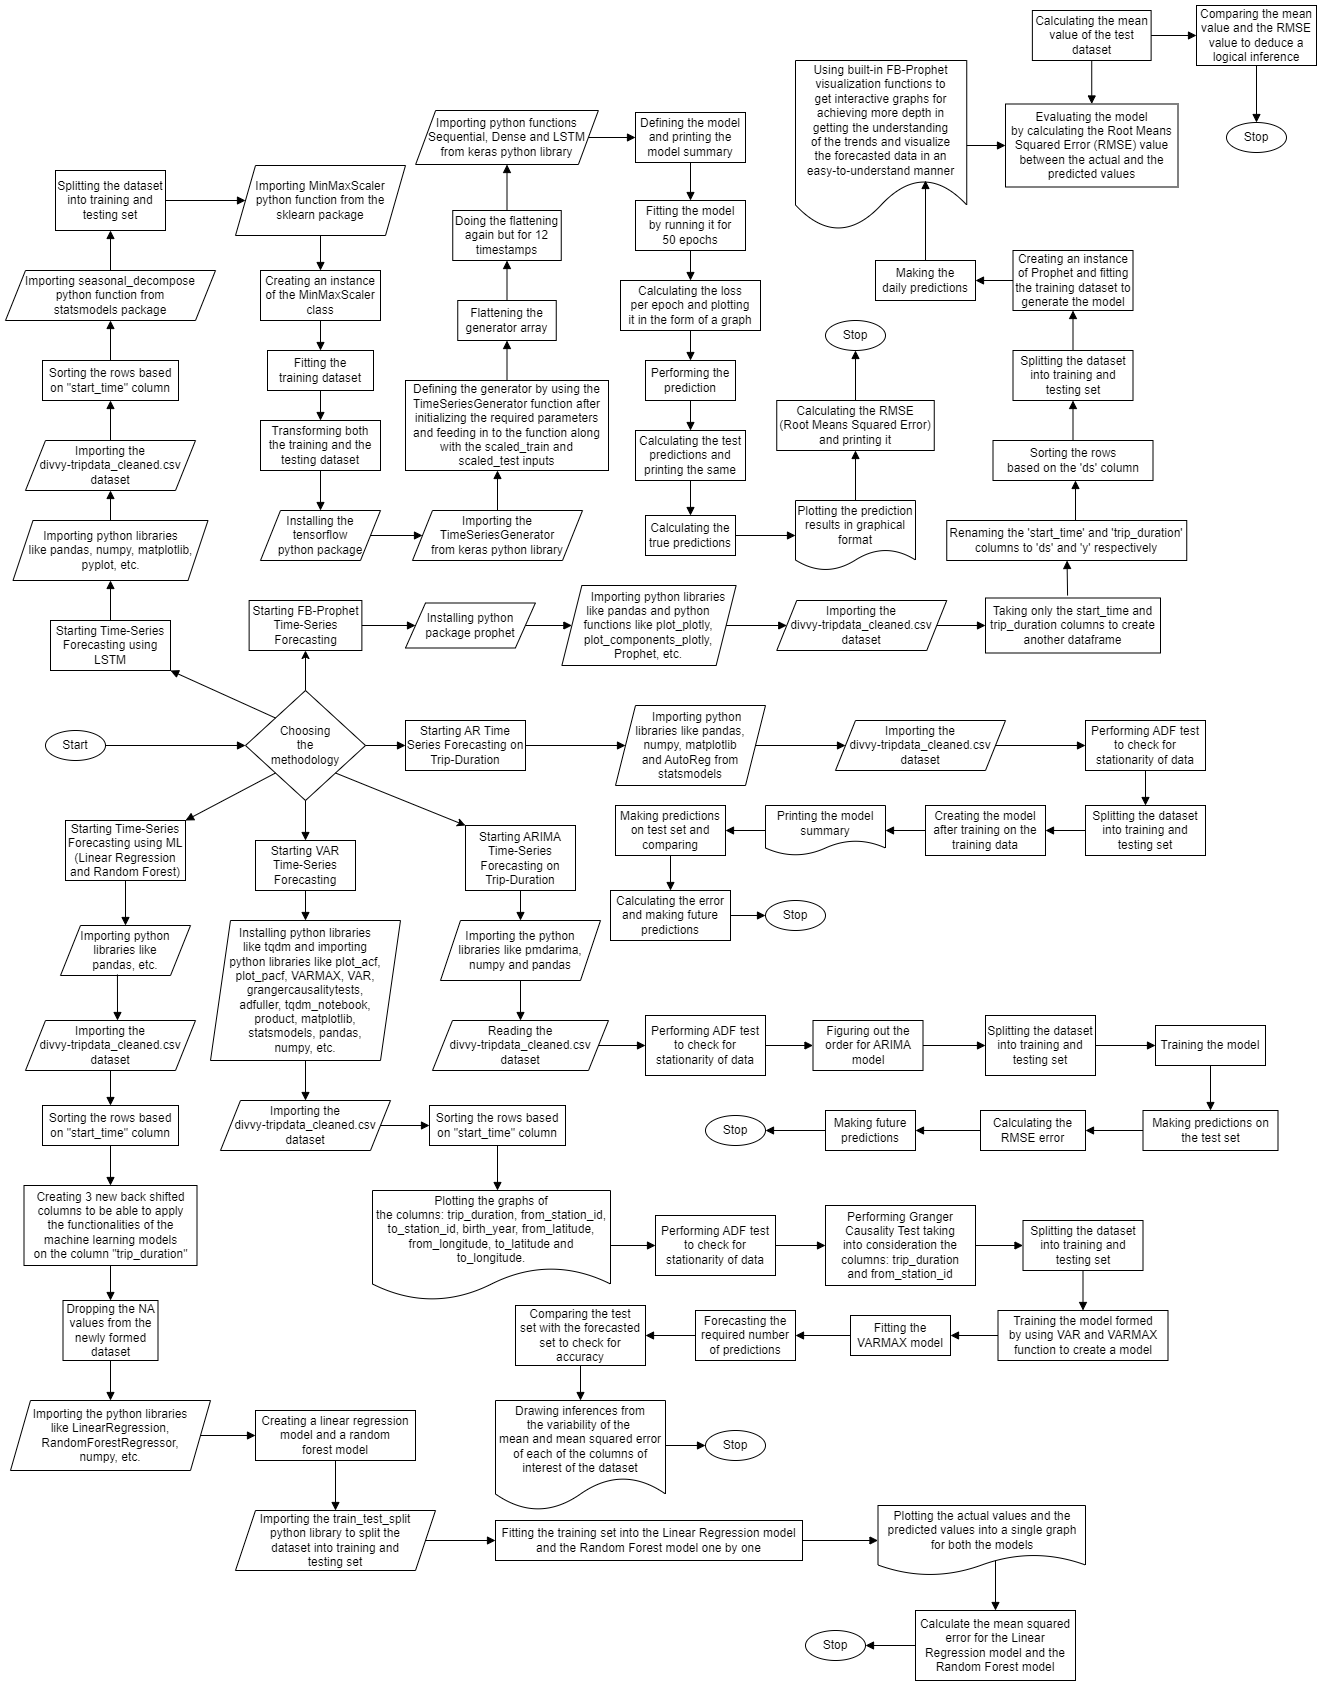 Start
Choosing
the
methodology
Starting Time-Series
Forecasting using
LSTM
Importing python libraries
like pandas, numpy, matplotlib,
pyplot, etc.
Importing the
divvy-tripdata_cleaned.csv
dataset
Sorting the rows based
on "start_time" column
Importing seasonal_decompose
python function from
statsmodels package
Splitting the dataset
into training and
testing set
Importing MinMaxScaler
python function from the
sklearn package
Creating an instance
of the MinMaxScaler
class
Fitting the
training dataset
Transforming both
the training and the
testing dataset
Installing the
tensorflow
python package
Importing the
TimeSeriesGenerator
from keras python library
Defining the generator by using the
TimeSeriesGenerator function after
initializing the required parameters
and feeding in to the function along
with the scaled_train and
scaled_test inputs
Flattening the
generator array
Doing the flattening
again but for 12
timestamps
Importing python functions
Sequential, Dense and LSTM
from keras python library
Defining the model
and printing the
model summary
Fitting the model
by running it for
50 epochs
Calculating the loss
per epoch and plotting
it in the form of a graph
Performing the
prediction
Calculating the test
predictions and
printing the same
Calculating the
true predictions
Plotting the prediction
results in graphical
format
Calculating the RMSE
(Root Means Squared Error)
and printing it
Stop
Starting FB-Prophet
Time-Series
Forecasting
Installing python
package prophet
Importing python libraries
like pandas and python
functions like plot_plotly,
plot_components_plotly,
Prophet, etc.
Importing the
divvy-tripdata_cleaned.csv
dataset
Taking only the start_time and
trip_duration columns to create
another dataframe
Renaming the 'start_time' and 'trip_duration'
columns to 'ds' and 'y' respectively
Sorting the rows
based on the 'ds' column
Splitting the dataset
into training and
testing set
Creating an instance
of Prophet and fitting
the training dataset to
generate the model
Making the
daily predictions
Using built-in FB-Prophet
visualization functions to
get interactive graphs for
achieving more depth in
getting the understanding
of the trends and visualize
the forecasted data in an
easy-to-understand manner
Evaluating the model
by calculating the Root Means
Squared Error (RMSE) value
between the actual and the
predicted values
Calculating the mean
value of the test
dataset
Comparing the mean
value and the RMSE
value to deduce a
logical inference
Stop
Starting AR Time
Series Forecasting on
Trip-Duration
Importing python
libraries like pandas,
numpy, matplotlib
and AutoReg from
statsmodels
Importing the
divvy-tripdata_cleaned.csv
dataset
Performing ADF test
to check for
stationarity of data
Splitting the dataset
into training and
testing set
Creating the model
after training on the
training data
Printing the model
summary
Making predictions
on test set and
comparing
Calculating the error
and making future
predictions
Stop
Starting ARIMA
Time-Series
Forecasting on
Trip-Duration
Importing the python
libraries like pmdarima,
numpy and pandas
Reading the
divvy-tripdata_cleaned.csv
dataset
Performing ADF test
to check for
stationarity of data
Figuring out the
order for ARIMA
model
Splitting the dataset
into training and
testing set
Training the model
Making predictions on
the test set
Calculating the
RMSE error
Making future
predictions
Stop
Starting VAR
Time-Series
Forecasting
Installing python libraries
like tqdm and importing
python libraries like plot_acf,
plot_pacf, VARMAX, VAR,
grangercausalitytests,
adfuller, tqdm_notebook,
product, matplotlib,
statsmodels, pandas,
numpy, etc.
Importing the
divvy-tripdata_cleaned.csv
dataset
Sorting the rows based
on "start_time" column
Plotting the graphs of
the columns: trip_duration, from_station_id,
to_station_id, birth_year, from_latitude,
from_longitude, to_latitude and
to_longitude.
Performing ADF test
to check for
stationarity of data
Performing Granger
Causality Test taking
into consideration the
columns: trip_duration
and from_station_id
Splitting the dataset
into training and
testing set
Training the model formed
by using VAR and VARMAX
function to create a model
Fitting the
VARMAX model
Forecasting the
required number
of predictions
Comparing the test
set with the forecasted
set to check for
accuracy
Drawing inferences from
the variability of the
mean and mean squared error
of each of the columns of
interest of the dataset
Stop
Starting Time-Series
Forecasting using ML
(Linear Regression
and Random Forest)
Importing python
libraries like
pandas, etc.
Importing the
divvy-tripdata_cleaned.csv
dataset
Sorting the rows based
on "start_time" column
Creating 3 new back shifted
columns to be able to apply
the functionalities of the
machine learning models
on the column "trip_duration"
Dropping the NA
values from the
newly formed
dataset
Importing the python libraries
like LinearRegression,
RandomForestRegressor,
numpy, etc.
Creating a linear regression
model and a random
forest model
Importing the train_test_split
python library to split the
dataset into training and
testing set
Fitting the training set into the Linear Regression model
and the Random Forest model one by one
Plotting the actual values and the
predicted values into a single graph
for both the models
Calculate the mean squared
error for the Linear
Regression model and the
Random Forest model
Stop